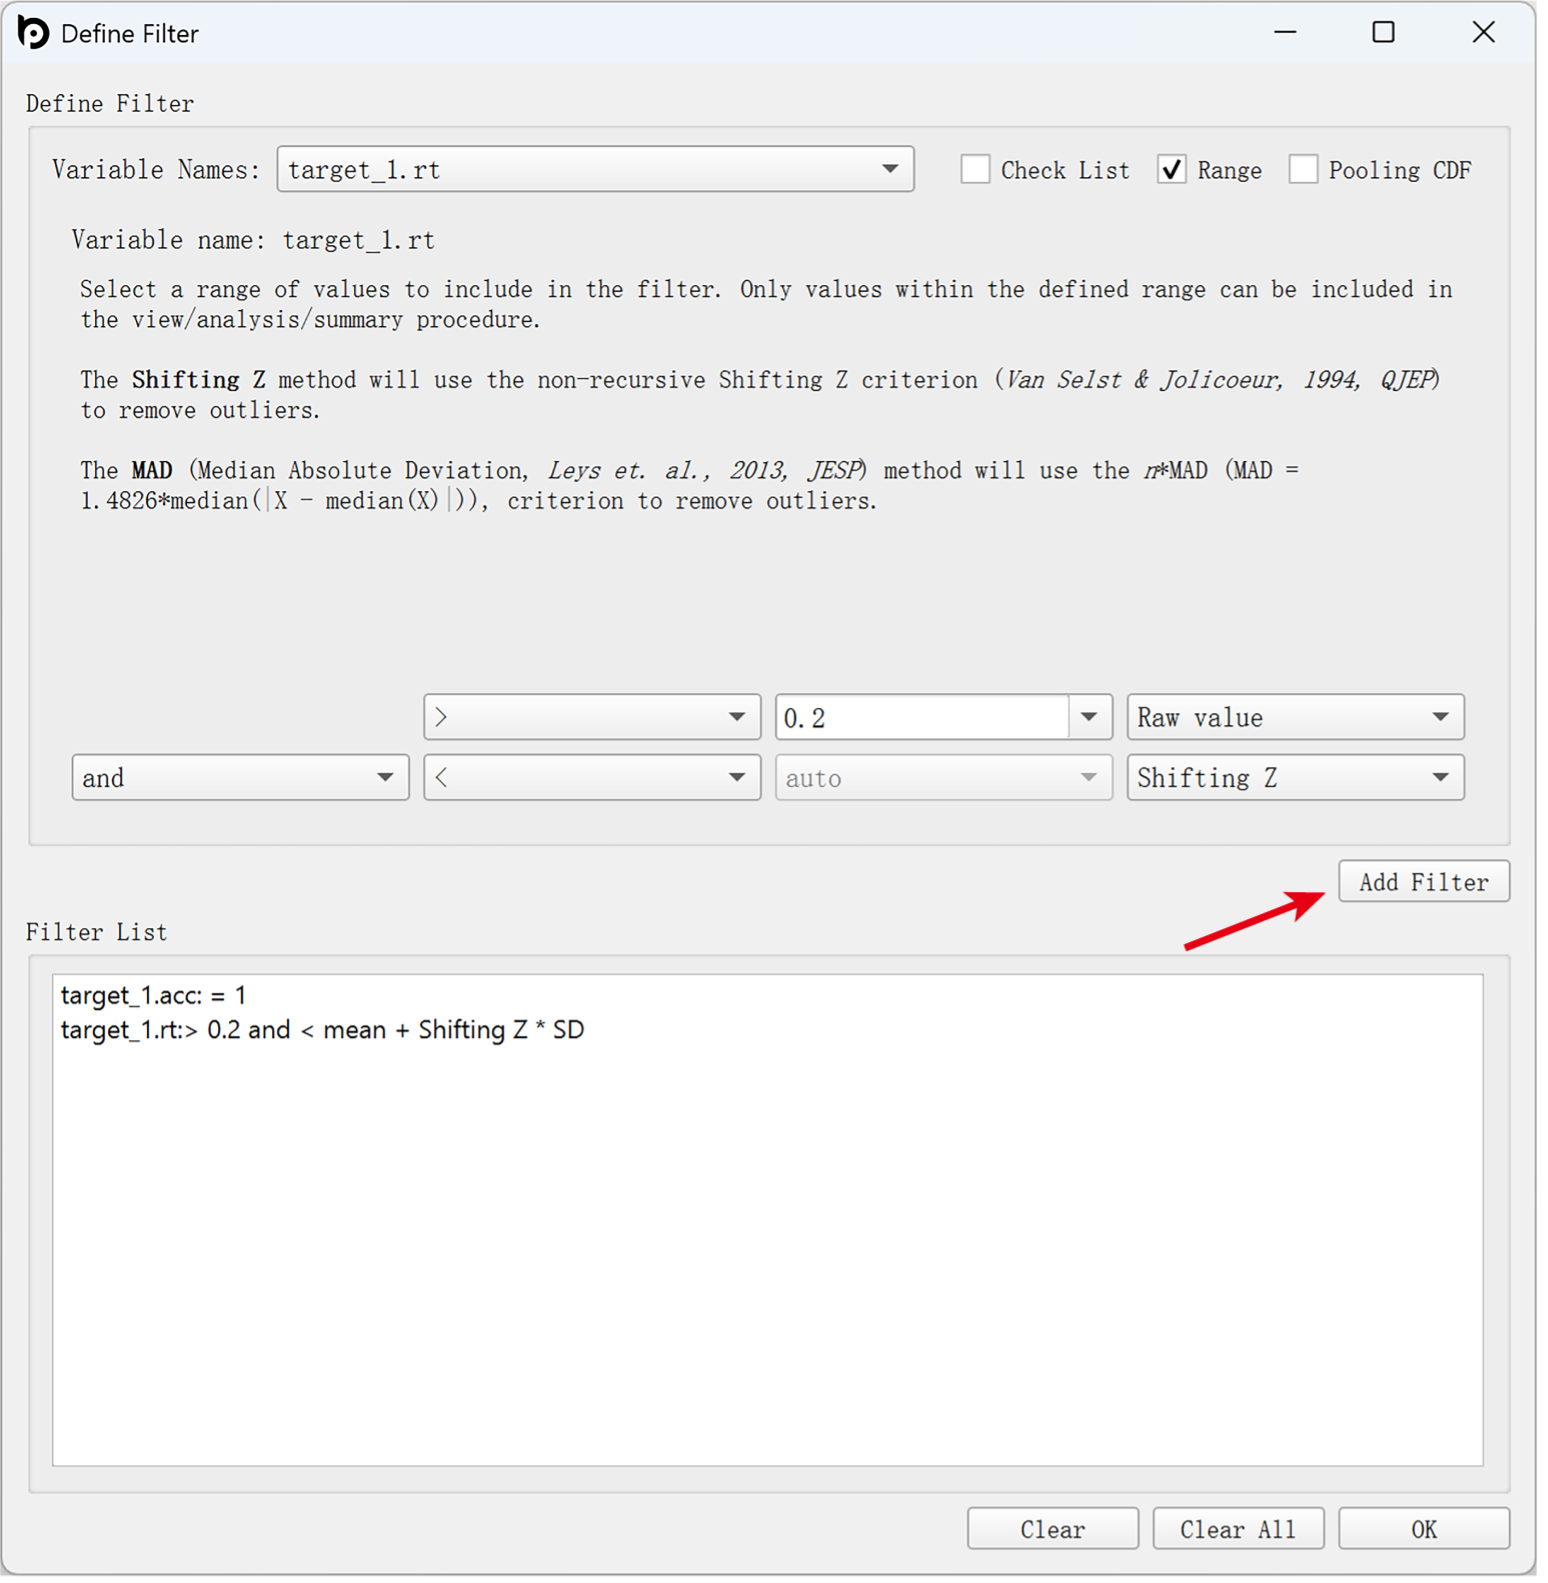 Define Filter
Define Filter
Variable Names: target_1.rt Check List Range Pooling CDF
Variable name: target_1.rt
Select a range of values to include in the filter. Only values within the defined range can be included in
the view/analysis/summary procedure.
The Shifting Z method will use the non-recursive Shifting Z criterion (Van Selst & Jolicoeur, 1994, QJEP)
to remove outliers.
The MAD (Median Absolute Deviation, Leys et. al., 2013, JESP) method will use the n*MAD (MAD =
1.4826*median(|X - median(X)|)), criterion to remove outliers.
> 0.2 Raw value
and < auto Shifting Z
Add Filter
Filter List
target_1.acc: = 1
target_1.rt:> 0.2 and < mean + Shifting Z * SD
Clear Clear All OK